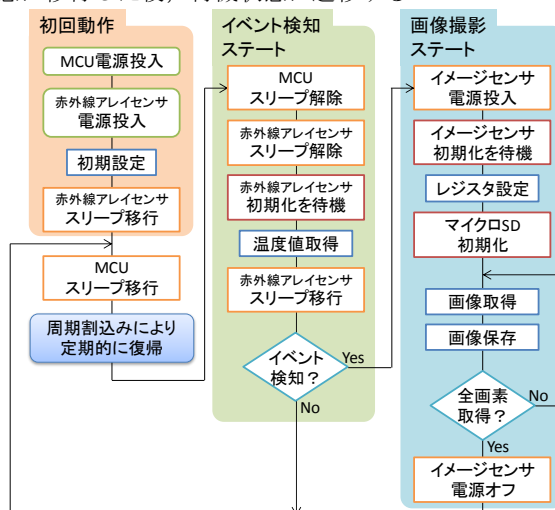 初回動作
MCU電源投入
赤外線アレイセンサ
電源投入
初期設定
赤外線アレイセンサ
スリープ移行
MCU
スリープ移行
周期割込みにより
定期的に復帰
イベント検知
ステート
MCU
スリープ解除
赤外線アレイセンサ
スリープ解除
赤外線アレイセンサ
初期化を待機
温度値取得
赤外線アレイセンサ
スリープ移行
イベント
検知？
Yes
No
画像撮影
ステート
イメージセンサ
電源投入
イメージセンサ
初期化を待機
レジスタ設定
マイクロSD
初期化
画像取得
画像保存
全画素
取得？
No
Yes
イメージセンサ
電源オフ